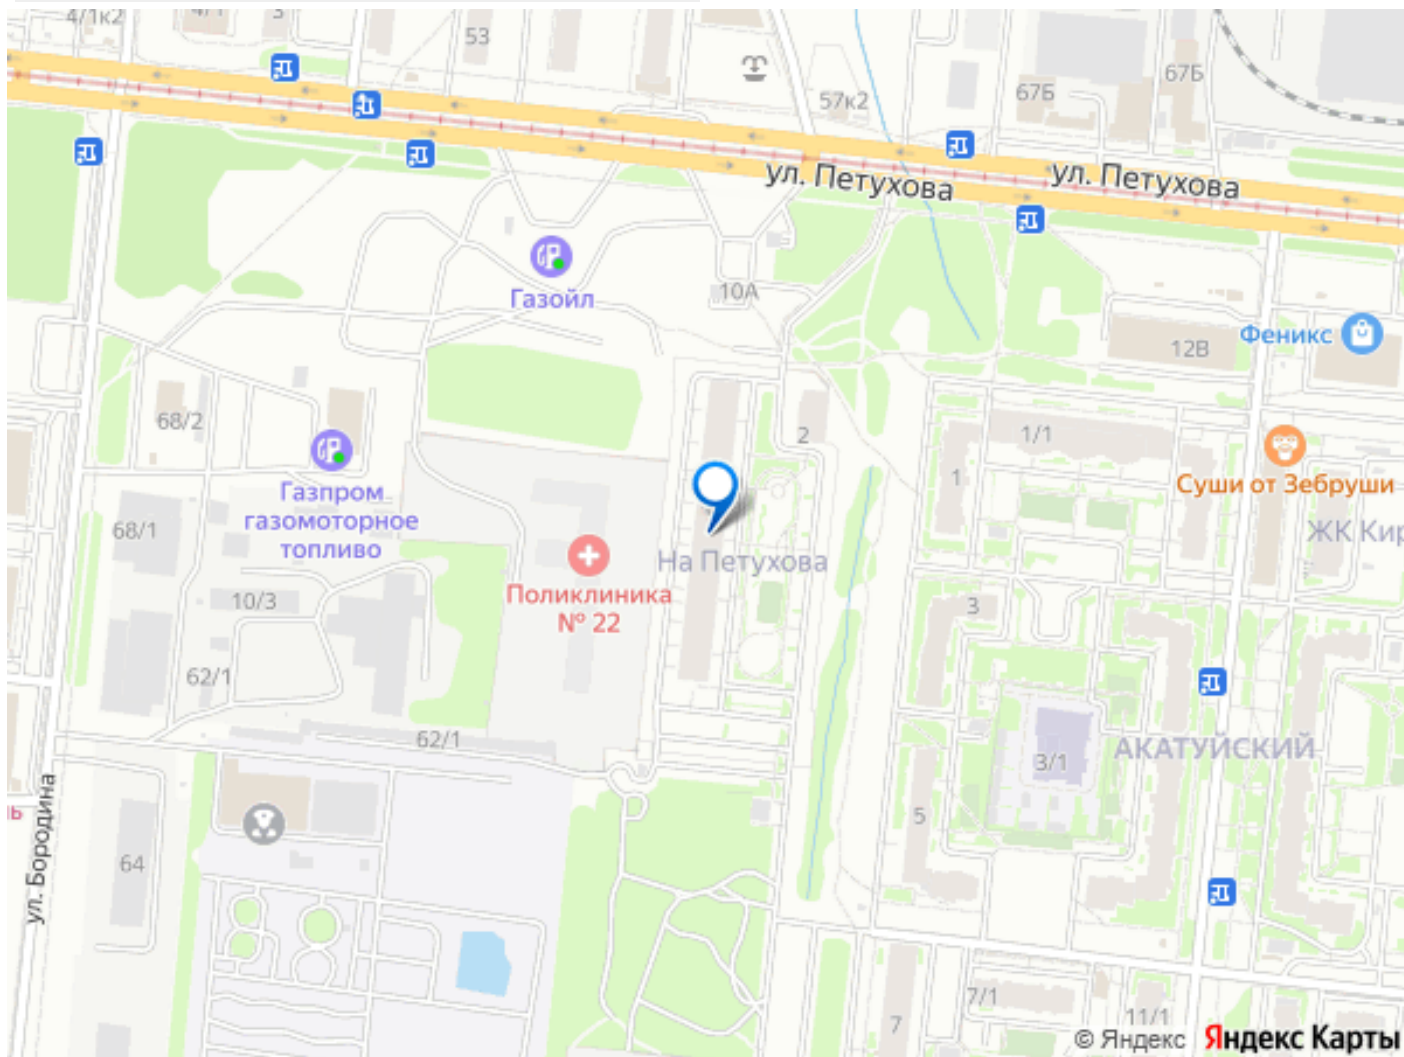 4/1к2
4/1
3
53
57к2
67Б
67Б
ул. Петухова
ул. Петухова
Газойл
10А
12В
Феникс
68/2
2
1/1
1
Суши от Зебруши
Газпром
газомоторное
топливо
68/1
ЖК Кир
На Петухова
Поликлиника
№ 22
10/3
3
62/1
62/1
3/1
АКАТУЙСКИЙ
5
ул. Бородина
ь
64
7/1
7
11/1
© Яндекс Яндекс Карты